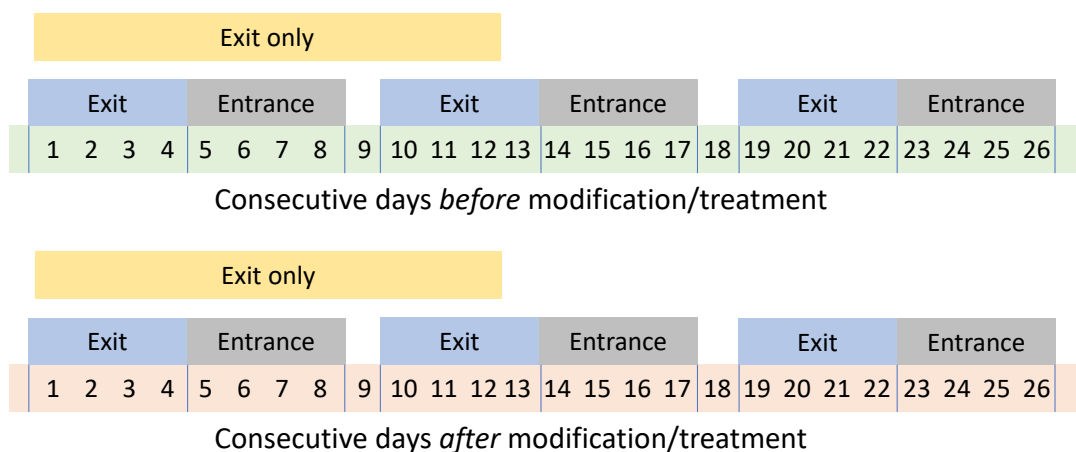 Exit only
Exit Entrance Exit Entrance Exit Entrance
1 2 3 4 5 6 7 8 9 10 11 12 13 14 15 16 17 18 19 20 21 22 23 24 25 26
Consecutive days before modification/treatment
Exit only
Exit Entrance Exit Entrance Exit Entrance
1 2 3 4 5 6 7 8 9 10 11 12 13 14 15 16 17 18 19 20 21 22 23 24 25 26
Consecutive days after modification/treatment